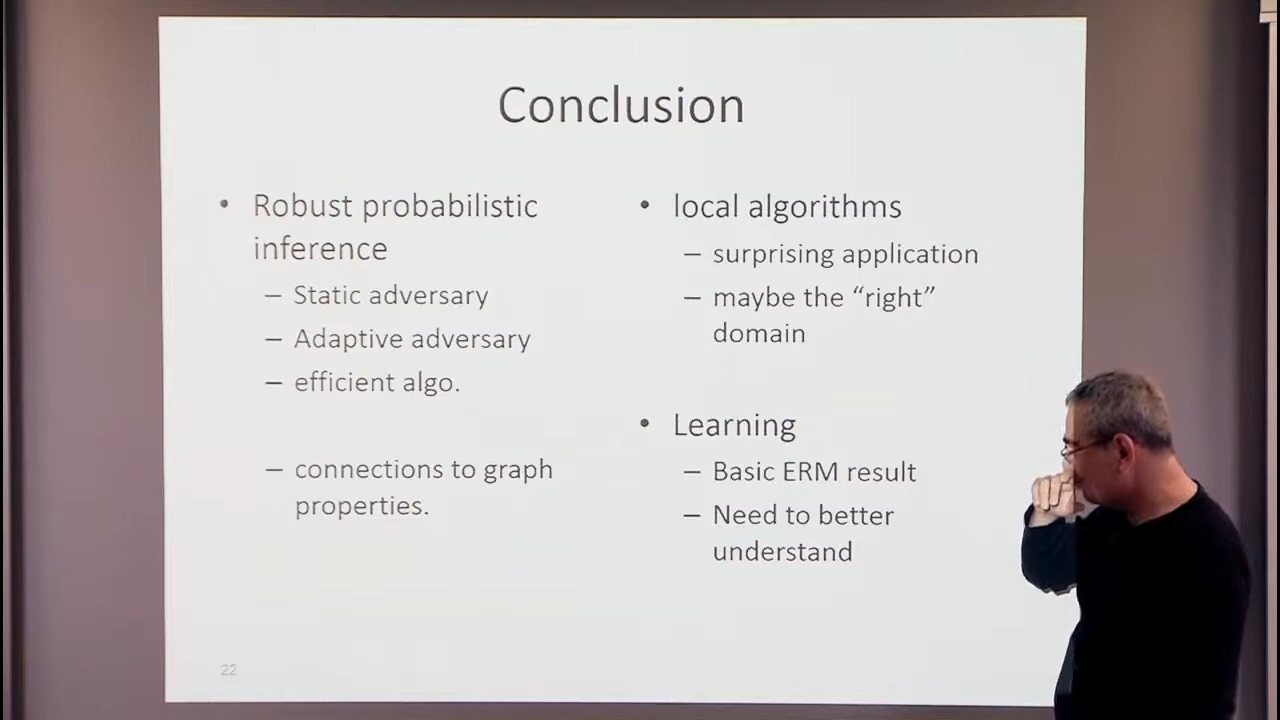 Conclusion
• Robust probabilistic
inference
– Static adversary
– Adaptive adversary
– efficient algo.
– connections to graph
properties.
• local algorithms
– surprising application
– maybe the “right”
domain
• Learning
– Basic ERM result
– Need to better
understand
22